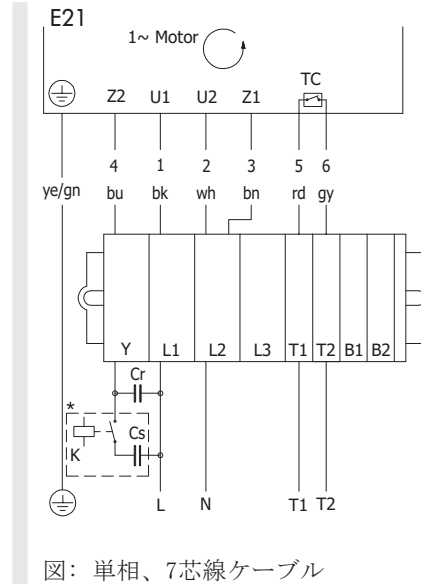 E21
1~ Motor
TC
Z2 U1 U2 Z1
4 1 2 3 5 6
ye/gn bu bk wh bn rd gy
Y L1 L2 L3 T1 T2 B1 B2
Cr
*
K Cs
L N T1 T2
図: 単相、7芯線ケーブル